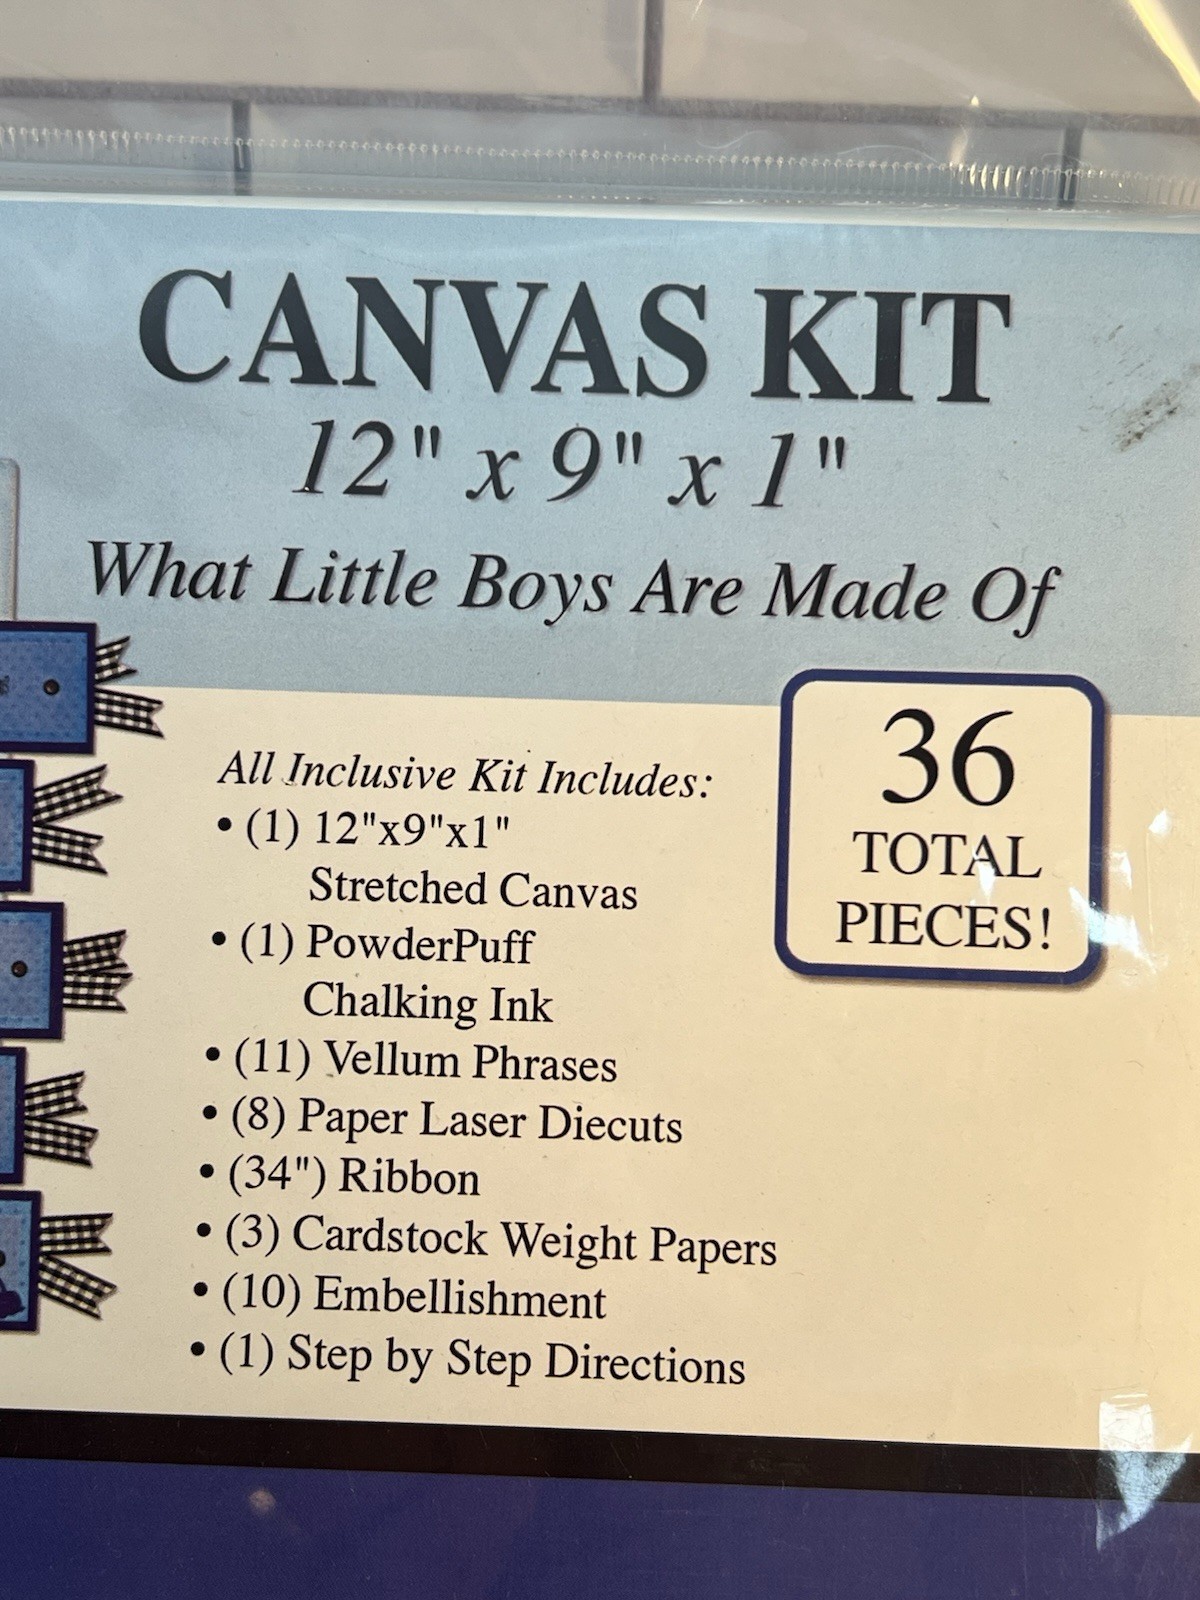 CANVAS KIT
12" x 9" x 1"
What Little Boys Are Made Of
36
TOTAL
PIECES!
All Inclusive Kit Includes:
• (1) 12"x9"x1"
Stretched Canvas
• (1) PowderPuff
Chalking Ink
• (11) Vellum Phrases
• (8) Paper Laser Diecuts
• (34") Ribbon
• (3) Cardstock Weight Papers
• (10) Embellishment
• (1) Step by Step Directions